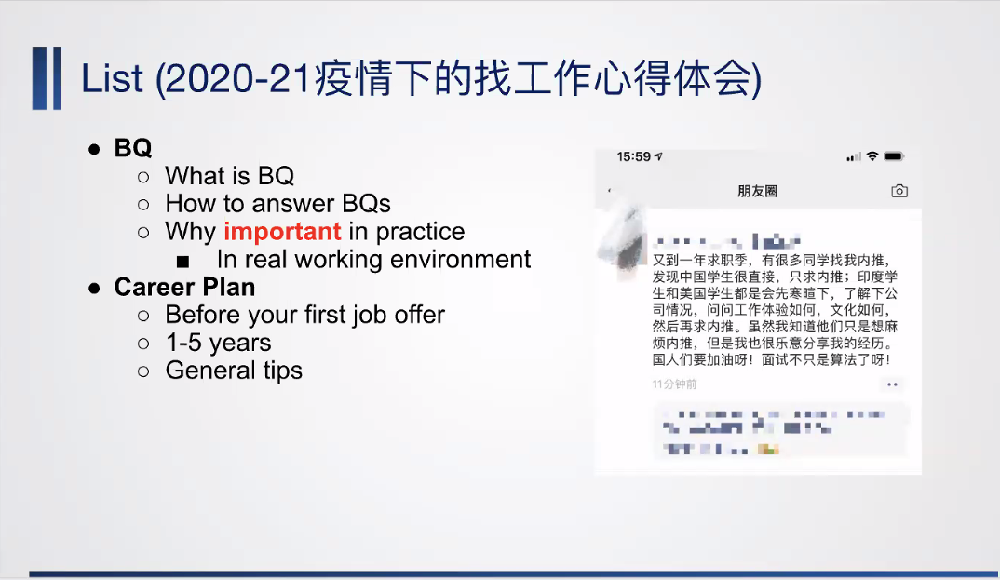 List (2020-21疫情下的找工作心得体会)
● BQ
○ What is BQ
○ How to answer BQs
○ Why important in practice
■ In real working environment
● Career Plan
○ Before your first job offer
○ 1-5 years
○ General tips
15:59
朋友圈
又到一年求职季，有很多同学找我内推，
发现中国学生很直接，只求内推；印度学
生和美国学生都是会先寒暄下，了解下公
司情况，问问工作体验如何，文化如何，
然后再求内推。虽然我知道他们只是想麻
烦内推，但是我也很乐意分享我的经历。
国人们要加油呀！面试不只是算法了呀！
11分钟前